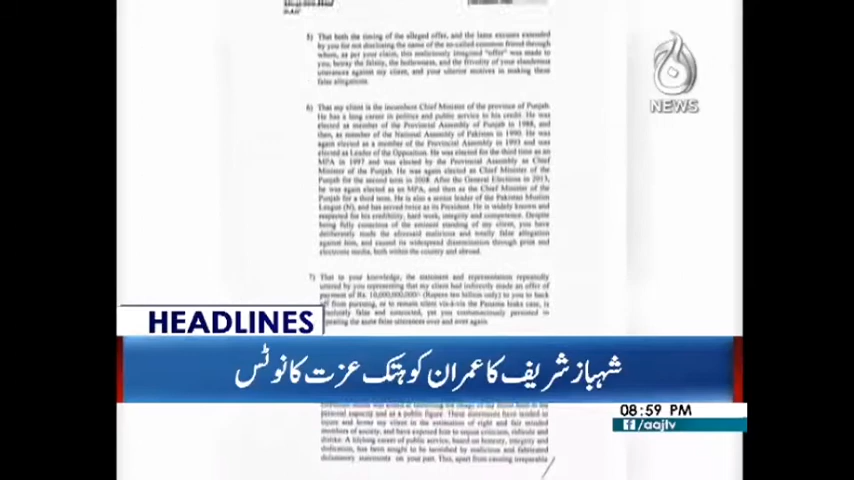 5) That both the timing of the alleged offer, and the lame excuses extended
by you for not disclosing the name of the so-called common friend through
whom, as per your claim, this maliciously imagined "offer" was made to
you, betray the falsity, the hollowness, and the frivolity of your slanderous
utterances against my client, and your ulterior motives in making these
false allegations.
NEWS
6) That my client is the incumbent Chief Minister of the province of Punjab.
He has a long career in politics and public service to his credit. He was
elected as member of the Provincial Assembly of Punjab in 1988, and
then, as member of the National Assembly of Pakistan in 1990. He was
again elected as a member of the Provincial Assembly in 1993 and was
elected as Leader of the Opposition. He was elected for the third time as an
MPA in 1997 and was elected by the Provincial Assembly as Chief
Minister of the Punjab. He was again elected as Chief Minister of the
Punjab for the second term in 2008. After the General Elections in 2013,
he was again elected as an MPA, and then as the Chief Minister of the
Punjab for a third term. He is also a senior leader of the Pakistan Muslim
League (N), and has served twice as its President. He is widely known and
respected for his credibility, hard work, integrity and competence. Despite
being fully conscious of the eminent standing of my client, you have
deliberately made the aforesaid malicious and totally false allegation
against him, and caused its widespread dissemination through print and
electronic media, both within the country and abroad.
7) That to your knowledge, the statement and representation repeatedly
uttered by you representing that my client had indirectly made an offer of
payment of Rs. 10,000,000,000/- (Rupees ten billion only) to you to back
off from pursuing, or to remain silent vis-à-vis the Panama leaks case, is
absolutely false and concocted, yet you contumaciously persisted in
repeating the same false utterances over and over again.
HEADLINES
شہباز شریف کا عمران کو ہتک عزت کا نوٹس
08:59 PM
f/aajtv
personal capacity and as a public figure. These statements have tended to
injure and lower my client in the estimation of right and fair minded
members of society, and have exposed him to unjust criticism, ridicule and
dislike. A lifelong career of public service, based on honesty, integrity and
dedication, has been sought to be tarnished by malicious and fabricated
defamatory statements on your part. This, apart from causing irreparable